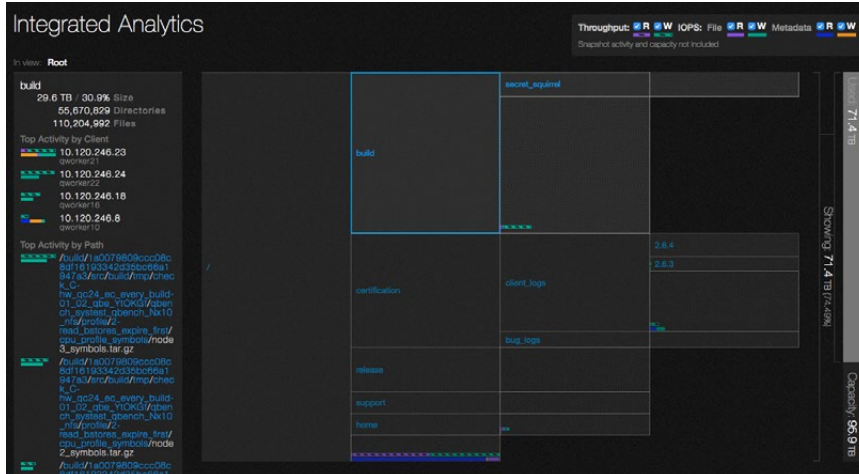 Integrated Analytics
Throughput: R W IOPS: File R W Metadata R W
Snapshot activity and capacity not included
In view: Root
build
29.6 TB / 30.9% Size
55,670,829 Directories
110,204,992 Files
Top Activity by Client
10.120.246.23
qworker21
10.120.246.24
qworker22
10.120.246.18
qworker16
10.120.246.8
qworker10
Top Activity by Path
/build/1a0079809ccc08c
8df16193342d35bc66a1
947a3/src/build/tmp/chec
k_C-
hw_qc24_ec_every_build-
01_02_qbe_YtOKGf/qben
ch_systest_qbench_Nx10
_nfs/profile/2-
read_bstores_expire_first/
cpu_profile_symbols/node
3_symbols.tar.gz
/build/1a0079809ccc08c
8df16193342d35bc66a1
947a3/src/build/tmp/chec
k_C-
hw_qc24_ec_every_build-
01_02_qbe_YtOKGf/qben
ch_systest_qbench_Nx10
_nfs/profile/2-
read_bstores_expire_first/
cpu_profile_symbols/node
2_symbols.tar.gz
/build/1a0079809ccc08c
/
build
secret_squirrel
certification
client_logs
2.6.4
2.6.3
bug_logs
release
support
home
Showing: 71.4 TB (74.49%)
Used: 71.4 TB
Capacity: 95.9 TB